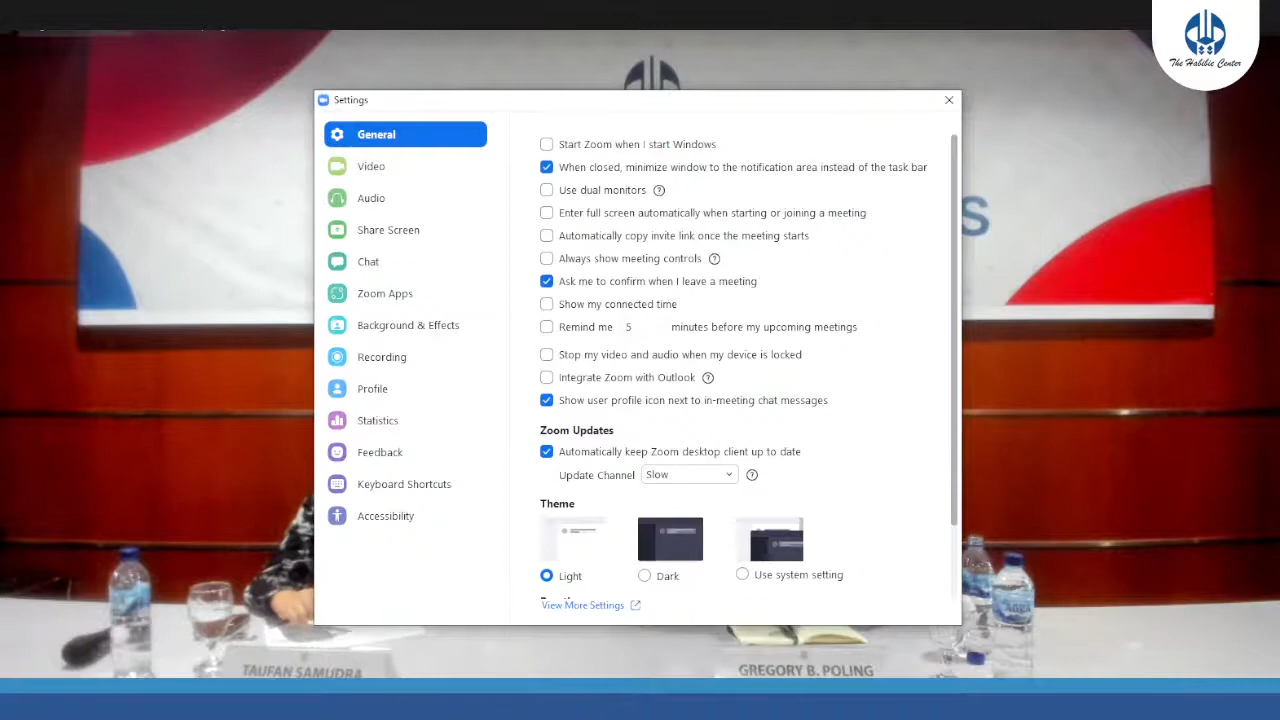 The Habibie Center
Settings
General
Video
Audio
Share Screen
Chat
Zoom Apps
Background & Effects
Recording
Profile
Statistics
Feedback
Keyboard Shortcuts
Accessibility
Start Zoom when I start Windows
When closed, minimize window to the notification area instead of the task bar
Use dual monitors
Enter full screen automatically when starting or joining a meeting
Automatically copy invite link once the meeting starts
Always show meeting controls
Ask me to confirm when I leave a meeting
Show my connected time
Remind me 5 minutes before my upcoming meetings
Stop my video and audio when my device is locked
Integrate Zoom with Outlook
Show user profile icon next to in-meeting chat messages
Zoom Updates
Automatically keep Zoom desktop client up to date
Update Channel Slow
Theme
Light Dark Use system setting
View More Settings
S
AQUA
TAUFAN SAMUDRA
GREGORY B. POLING